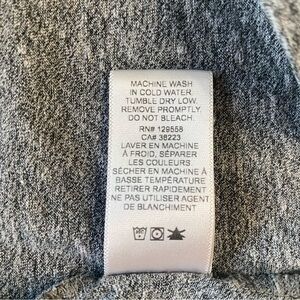 MACHINE WASH
IN COLD WATER.
TUMBLE DRY LOW.
REMOVE PROMPTLY.
DO NOT BLEACH.
RN# 129558
CA# 38223
LAVER EN MACHINE
À FROID, SÉPARER
LES COULEURS.
SÉCHER EN MACHINE À
BASSE TEMPÉRATURE
RETIRER RAPIDEMENT
NE PAS UTILISER AGENT
DE BLANCHIMENT